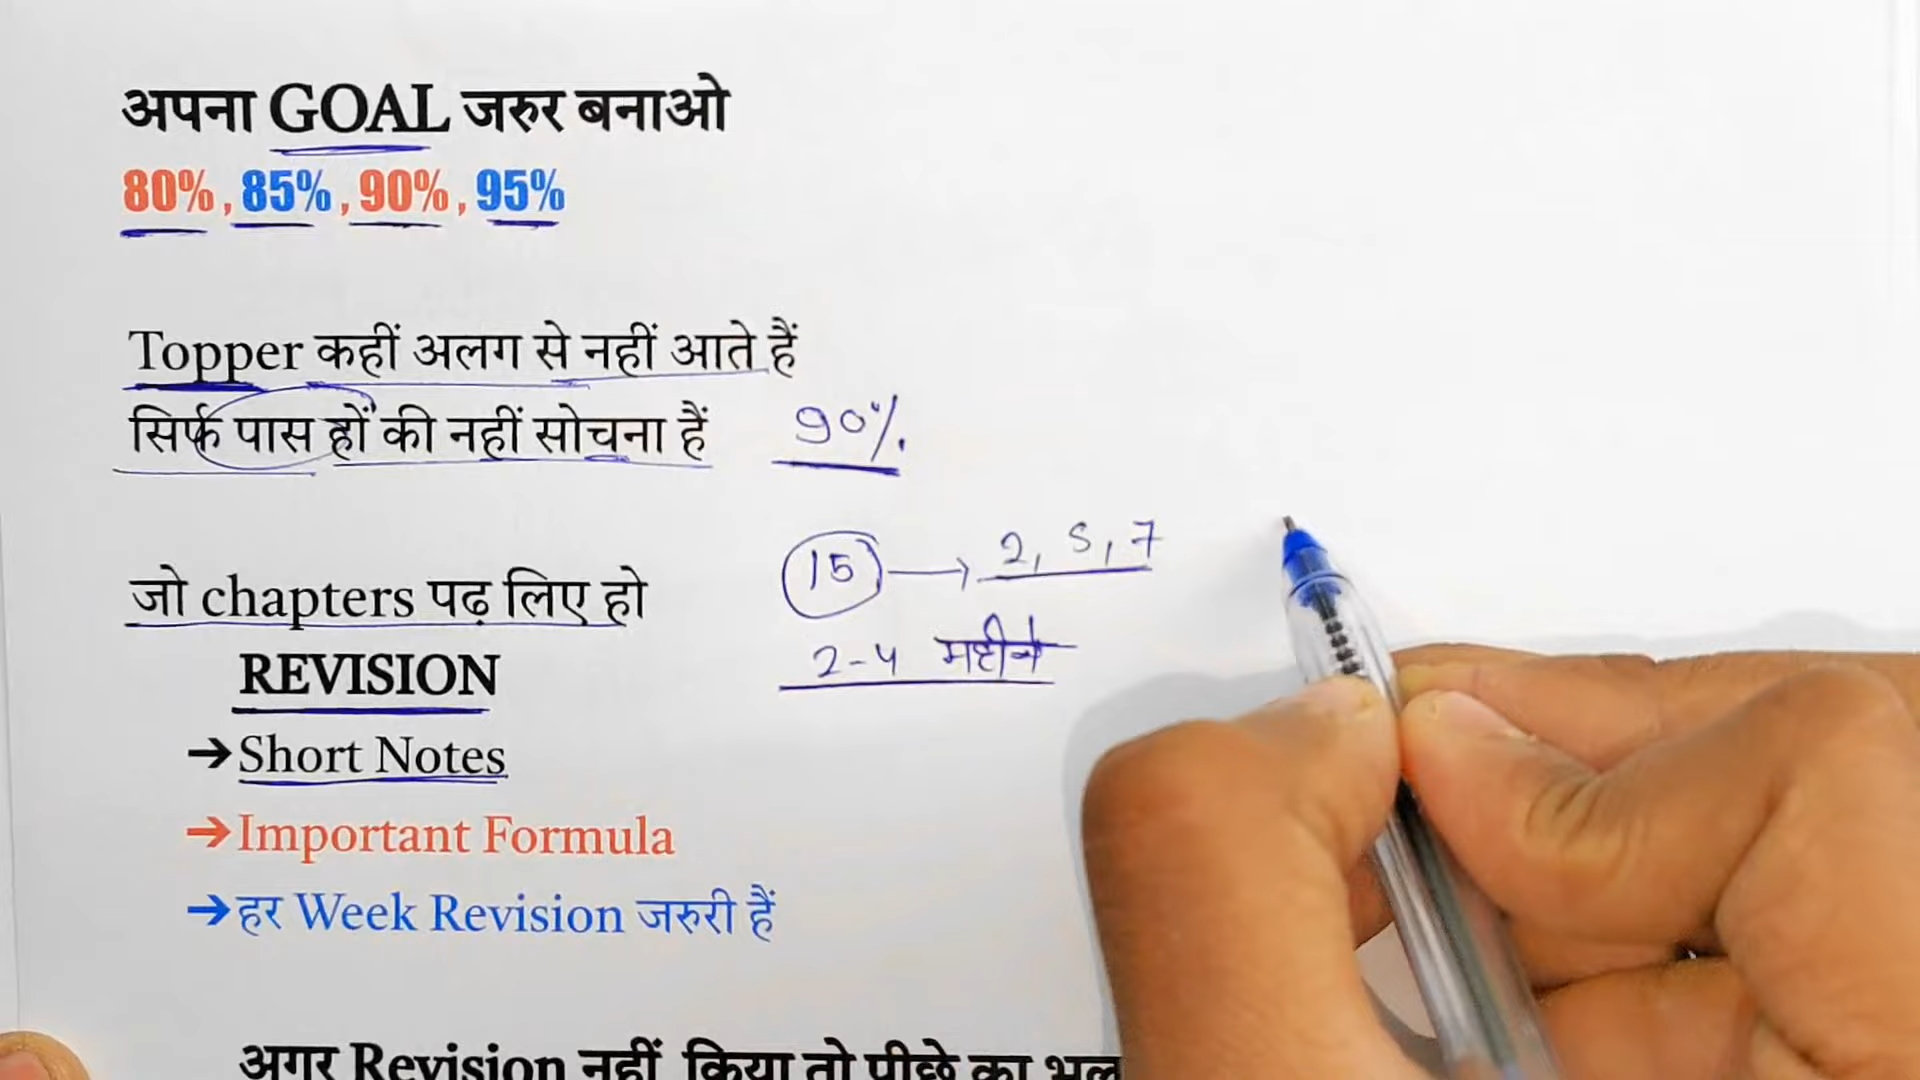 अपना GOAL जरुर बनाओ
80%, 85%, 90%, 95%
Topper कहीं अलग से नहीं आते हैं
सिर्फ पास हों की नहीं सोचना हैं
90%.
15 → 2, 5, 7
2-4 महीने
जो chapters पढ़ लिए हो
REVISION
→Short Notes
→Important Formula
→हर Week Revision जरुरी हैं
अगर Revision नहीं किया तो पीछे का